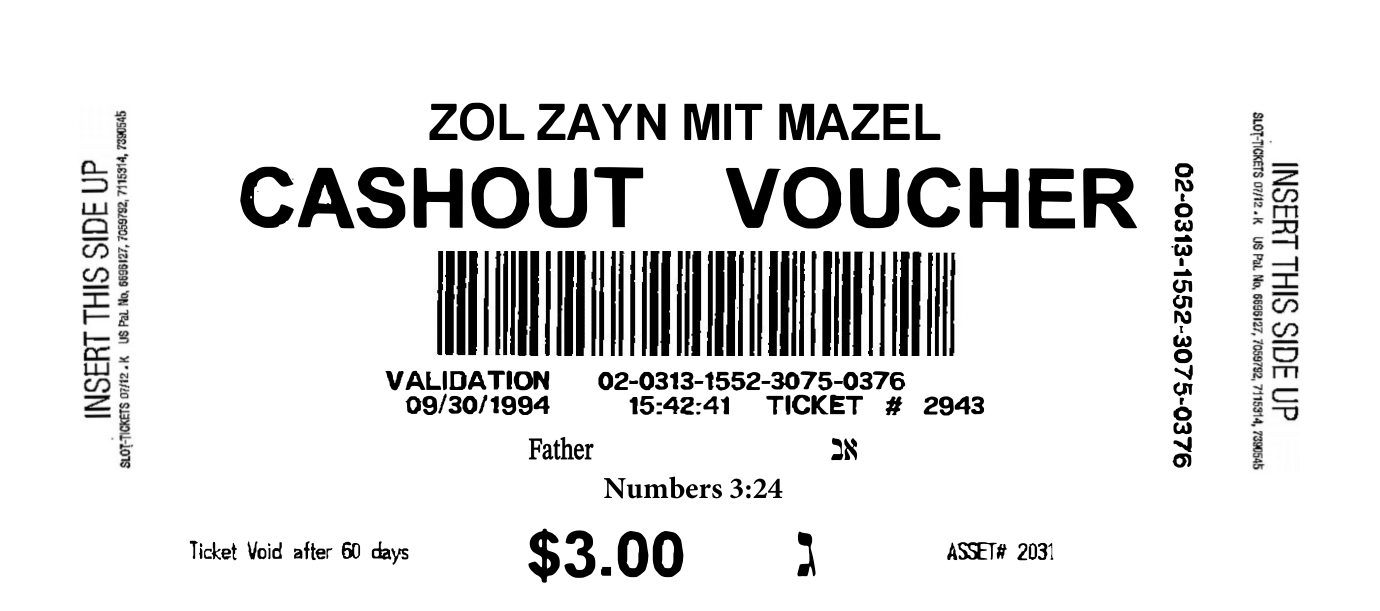 ZOL ZAYN MIT MAZEL
CASHOUT VOUCHER
VALIDATION 02-0313-1552-3075-0376
09/30/1994 15:42:41 TICKET # 2943
Father אב
Numbers 3:24
Ticket Void after 60 days $3.00 ג ASSET# 2031
INSERT THIS SIDE UP
SLOT-TICKETS 07/12 - K US Pat. No. 6696127, 7059792, 7115314, 7390545
02-0313-1552-3075-0376
SLOT-TICKETS 07/12 - K US Pat. No. 6696127, 7059792, 7115314, 7390545
INSERT THIS SIDE UP